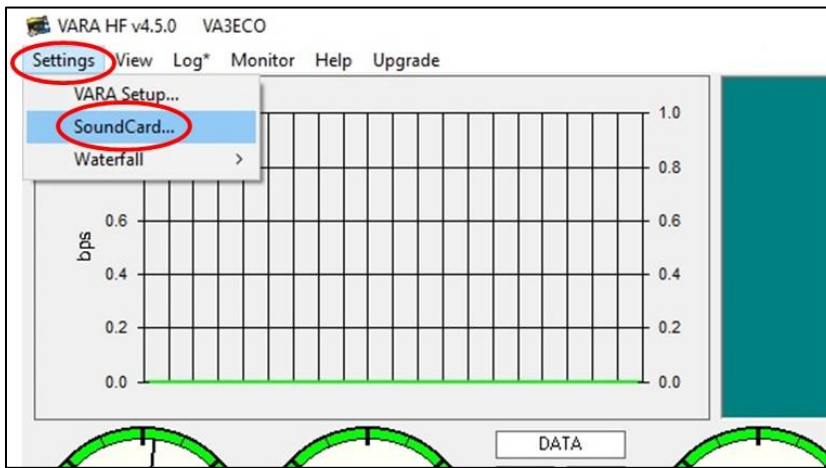 VARA HF v4.5.0 VA3ECO
Settings View Log* Monitor Help Upgrade
VARA Setup...
SoundCard...
Waterfall >
1.0
0.8
0.6 0.6
bps
0.4 0.4
0.2 0.2
0.0 0.0
DATA